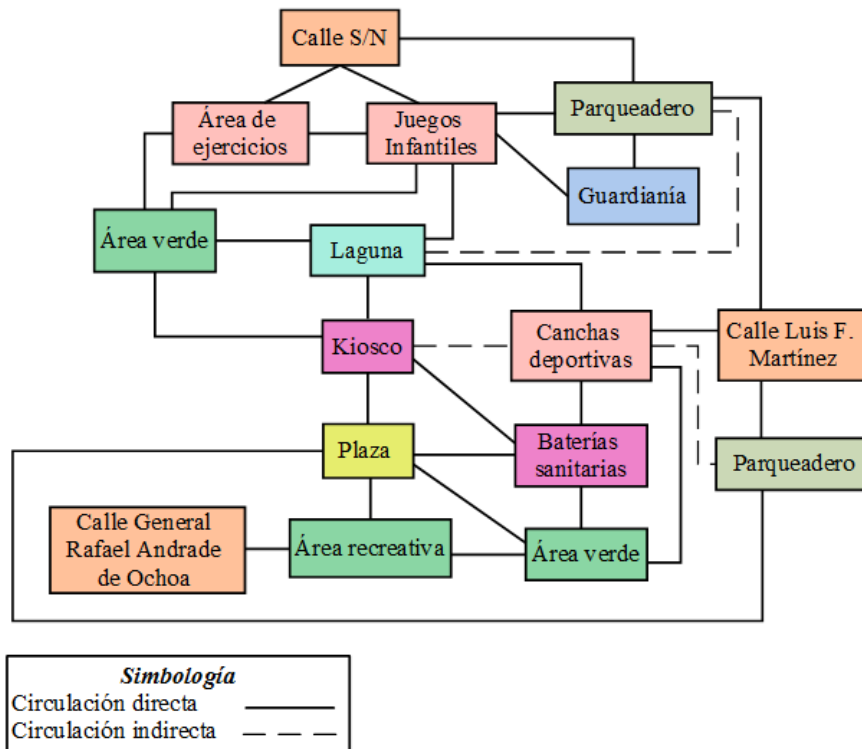 Calle S/N
Área de
ejercicios
Juegos
Infantiles
Parqueadero
Guardianía
Área verde
Laguna
Kiosco
Canchas
deportivas
Calle Luis F.
Martínez
Plaza
Baterías
sanitarias
Parqueadero
Calle General
Rafael Andrade
de Ochoa
Área recreativa
Área verde
Simbología
Circulación directa
Circulación indirecta